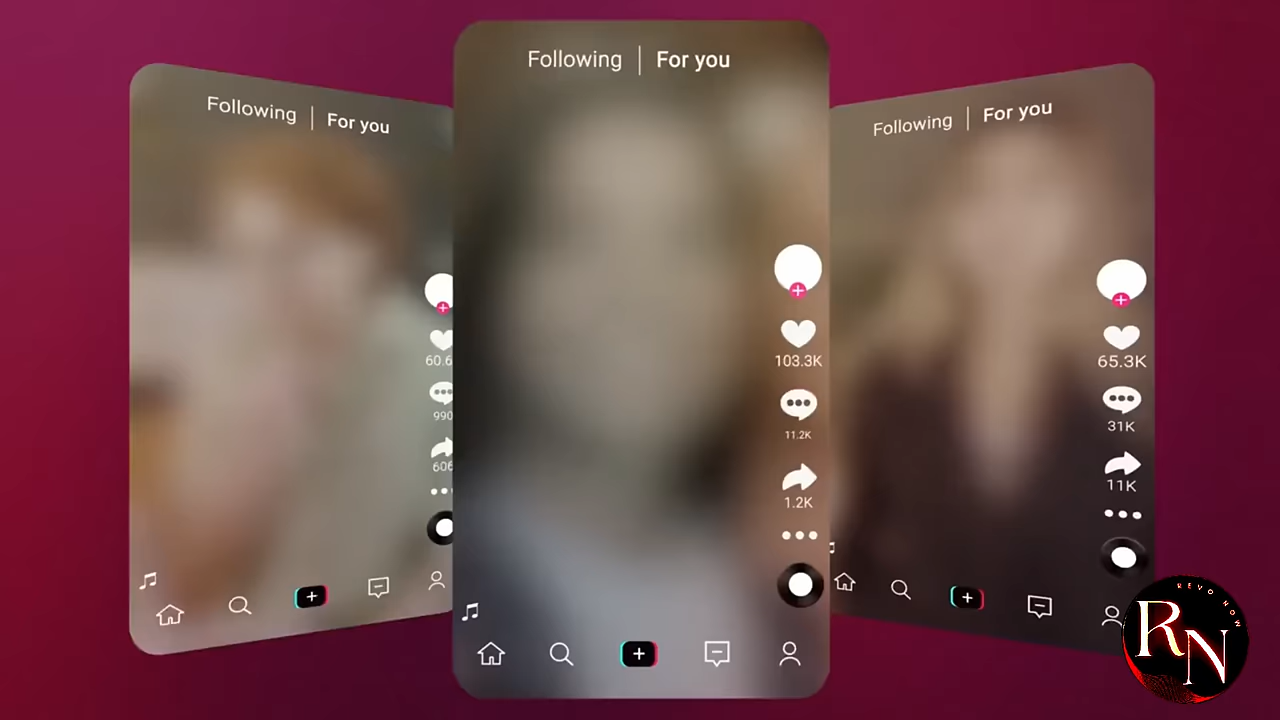 Following | For you
60.6
990
606
Following | For you
103.3K
11.2K
1.2K
Following | For you
65.3K
31K
11K
REVO NOW
RN